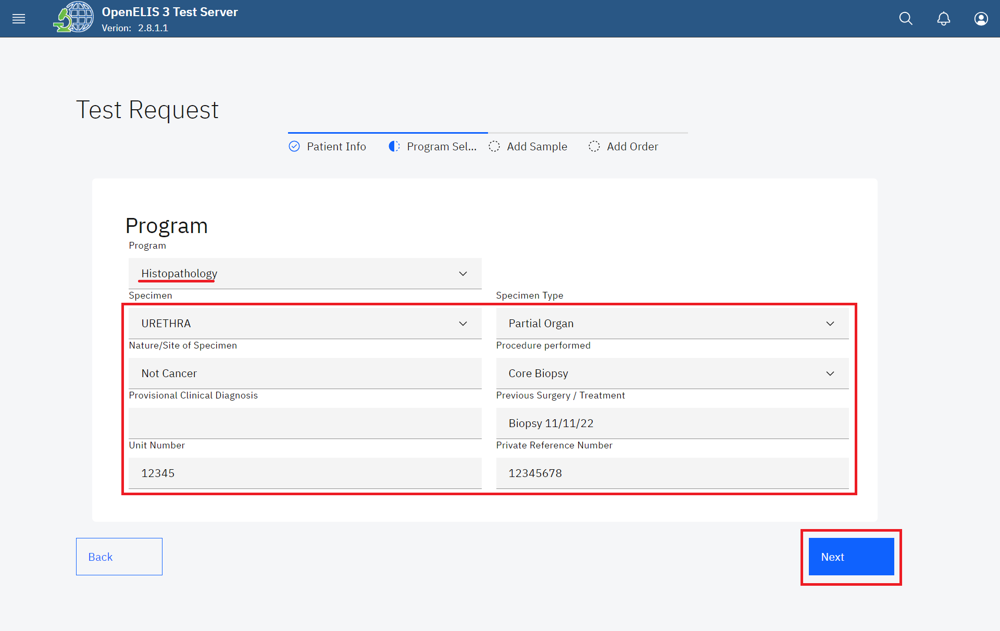 OpenELIS 3 Test Server
Verion: 2.8.1.1
Test Request
Patient Info
Program Sel...
Add Sample
Add Order
Program
Program
Histopathology
Specimen
Specimen Type
URETHRA
Partial Organ
Nature/Site of Specimen
Procedure performed
Not Cancer
Core Biopsy
Provisional Clinical Diagnosis
Previous Surgery / Treatment
Biopsy 11/11/22
Unit Number
Private Reference Number
12345
12345678
Back
Next